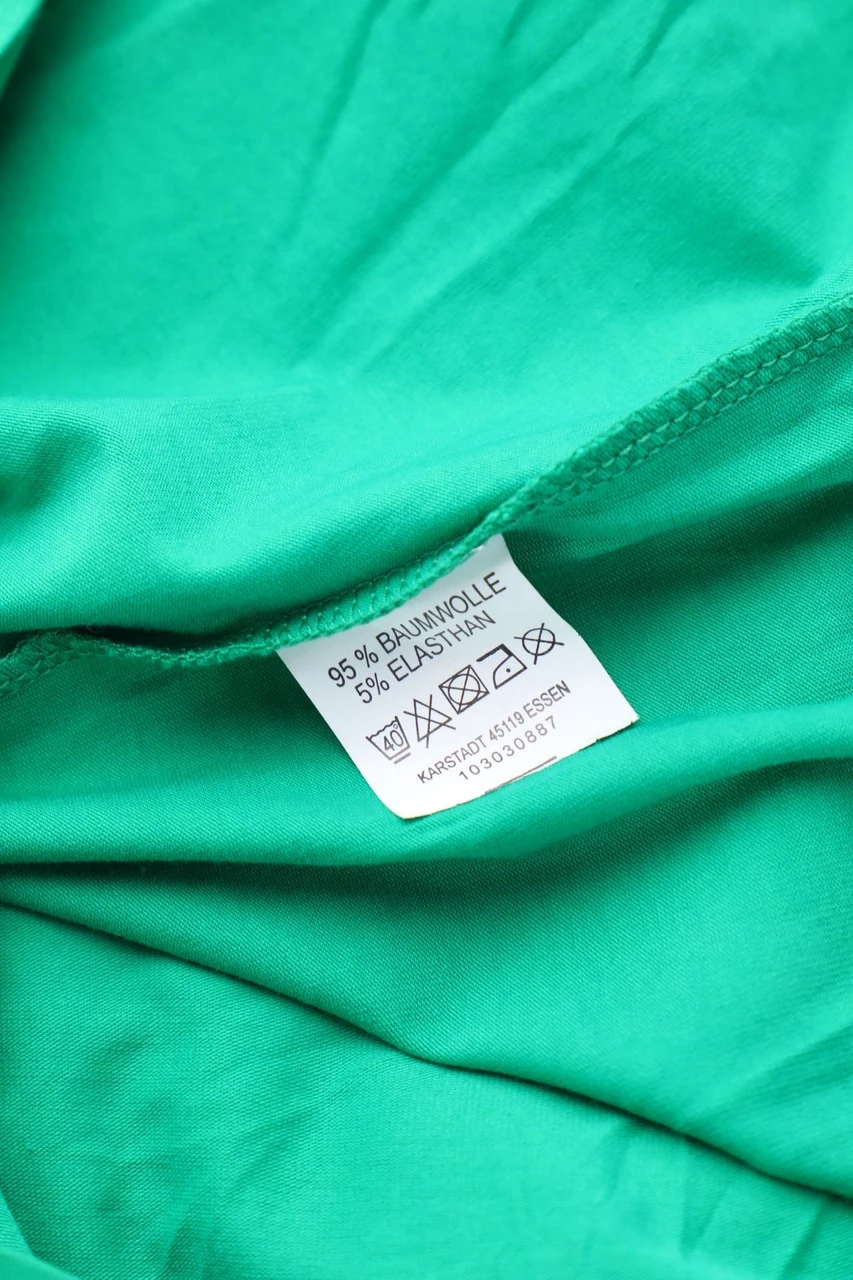 95 % BAUMWOLLE
5% ELASTHAN
40
KARSTADT 45119 ESSEN
103030887